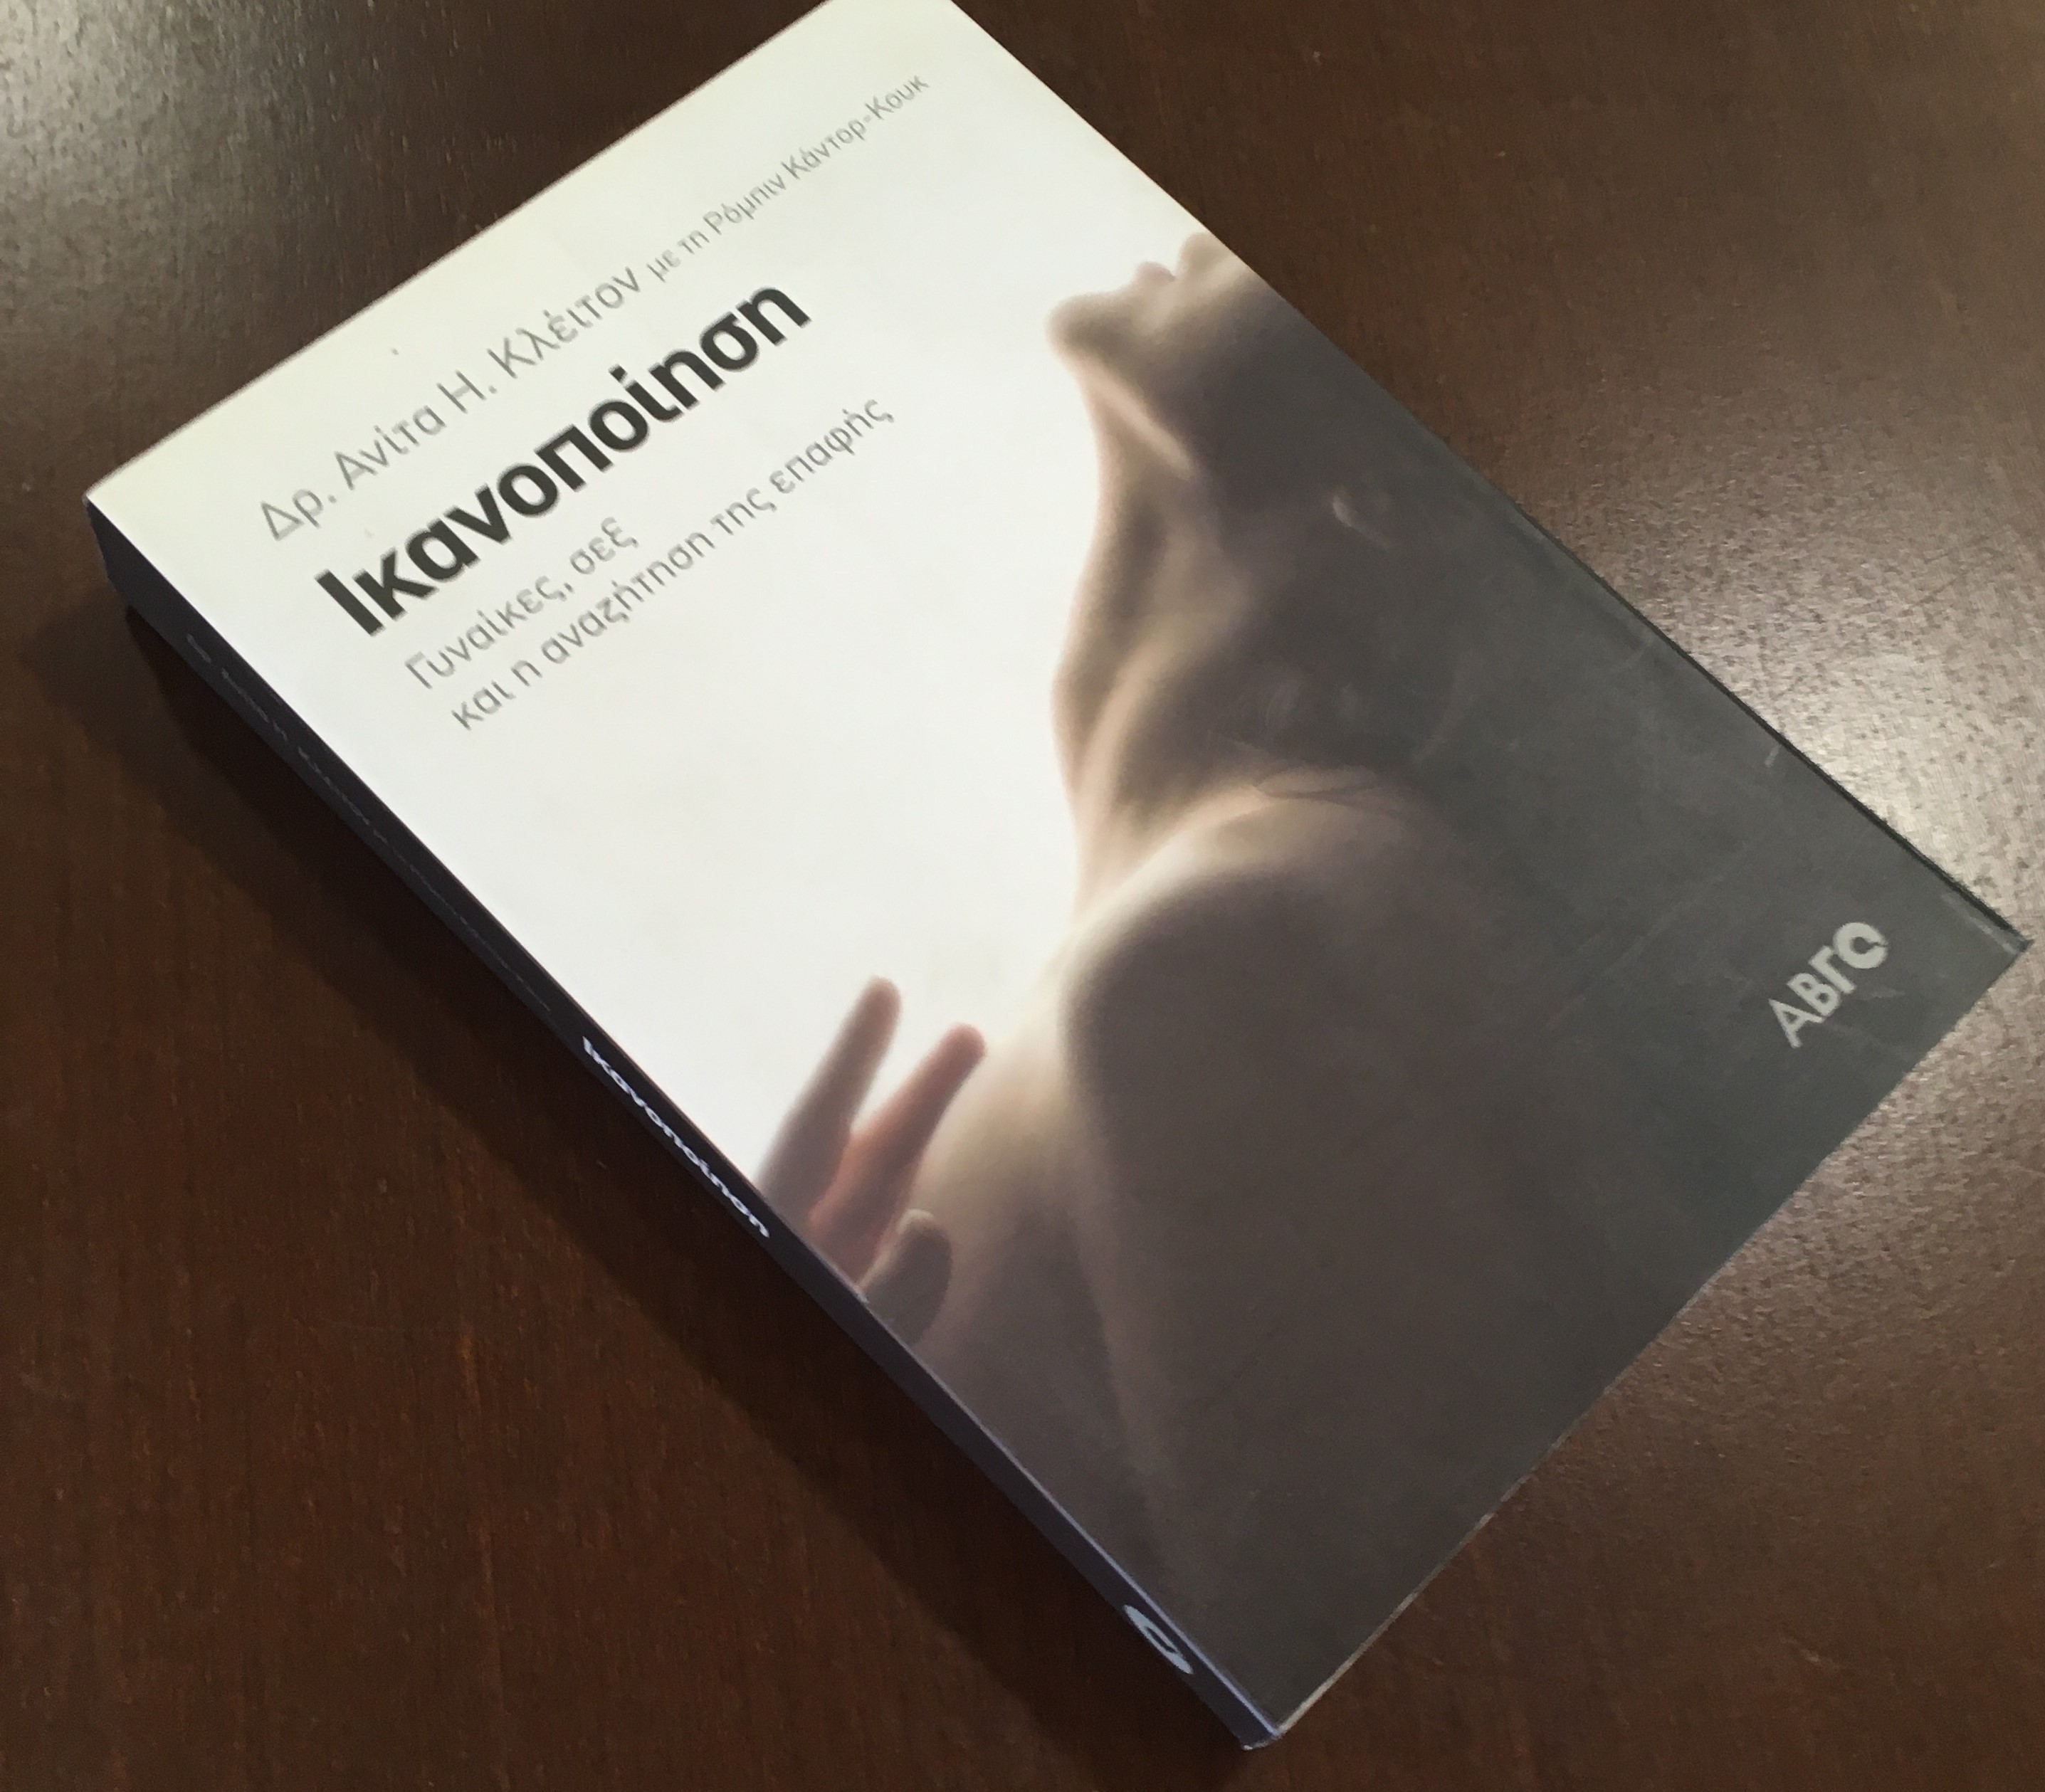 Δρ. Ανίτα Η. Κλέιτον με τη Ρόμπιν Κάντορ-Κουκ
Ικανοποίηση
Γυναίκες, σεξ
και η αναζήτηση της επαφής
ΑΒΓΟ
Ικανοποίηση